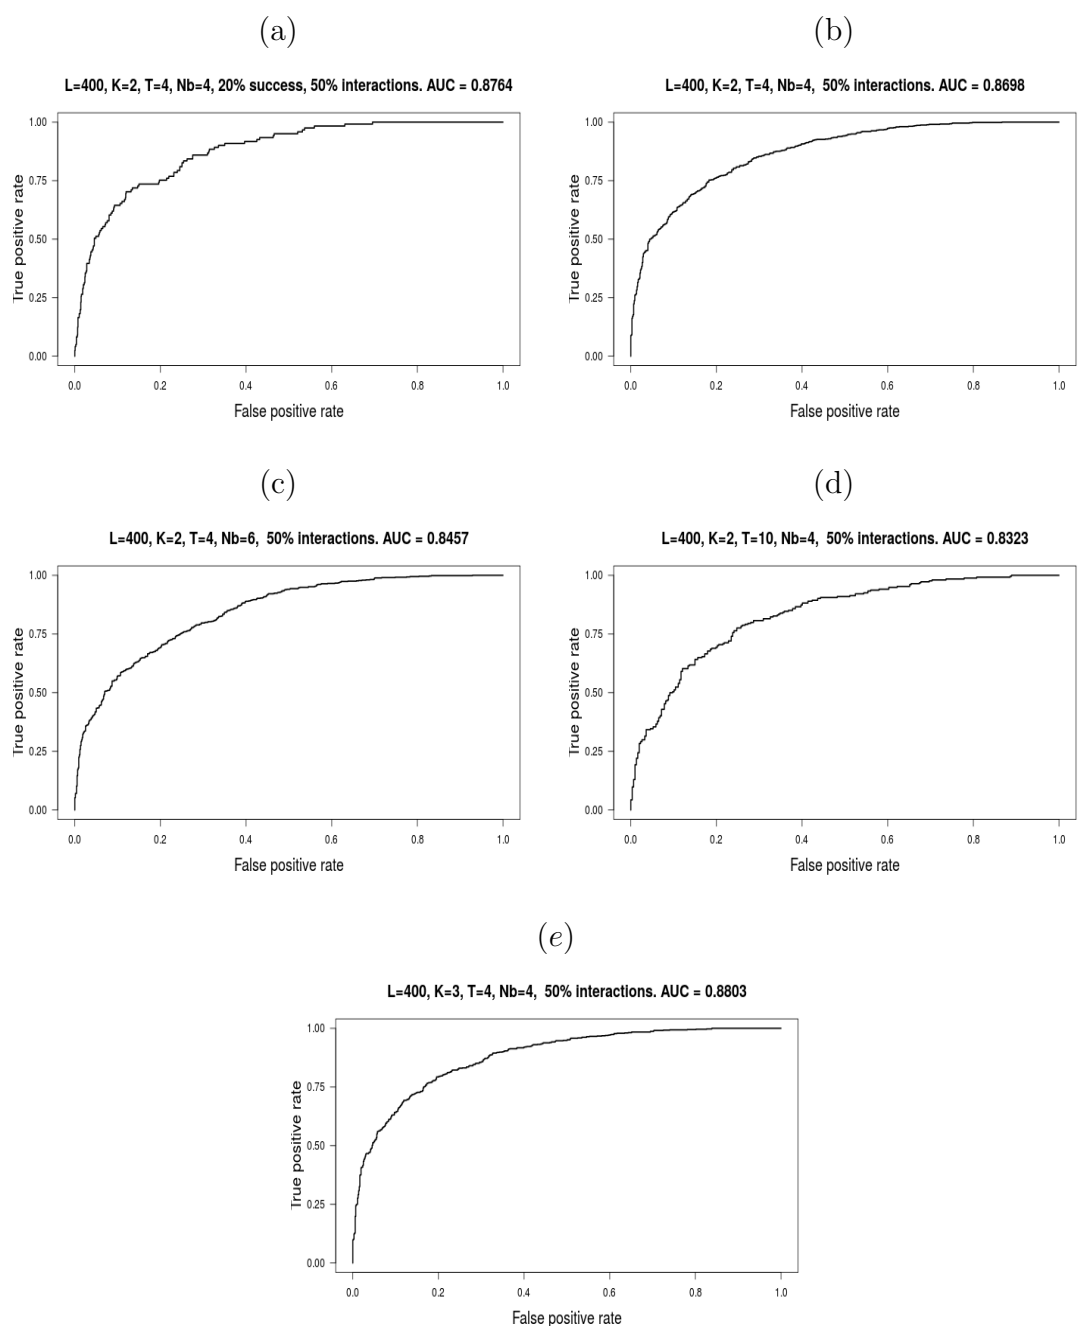 (a)
L=400, K=2, T=4, Nb=4, 20% success, 50% interactions. AUC = 0.8764
True positive rate
1.00
0.75
0.50
0.25
0.00
0.0 0.2 0.4 0.6 0.8 1.0
False positive rate
(b)
L=400, K=2, T=4, Nb=4, 50% interactions. AUC = 0.8698
True positive rate
1.00
0.75
0.50
0.25
0.00
0.0 0.2 0.4 0.6 0.8 1.0
False positive rate
(c)
L=400, K=2, T=4, Nb=6, 50% interactions. AUC = 0.8457
True positive rate
1.00
0.75
0.50
0.25
0.00
0.0 0.2 0.4 0.6 0.8 1.0
False positive rate
(d)
L=400, K=2, T=10, Nb=4, 50% interactions. AUC = 0.8323
True positive rate
1.00
0.75
0.50
0.25
0.00
0.0 0.2 0.4 0.6 0.8 1.0
False positive rate
(e)
L=400, K=3, T=4, Nb=4, 50% interactions. AUC = 0.8803
True positive rate
1.00
0.75
0.50
0.25
0.00
0.0 0.2 0.4 0.6 0.8 1.0
False positive rate